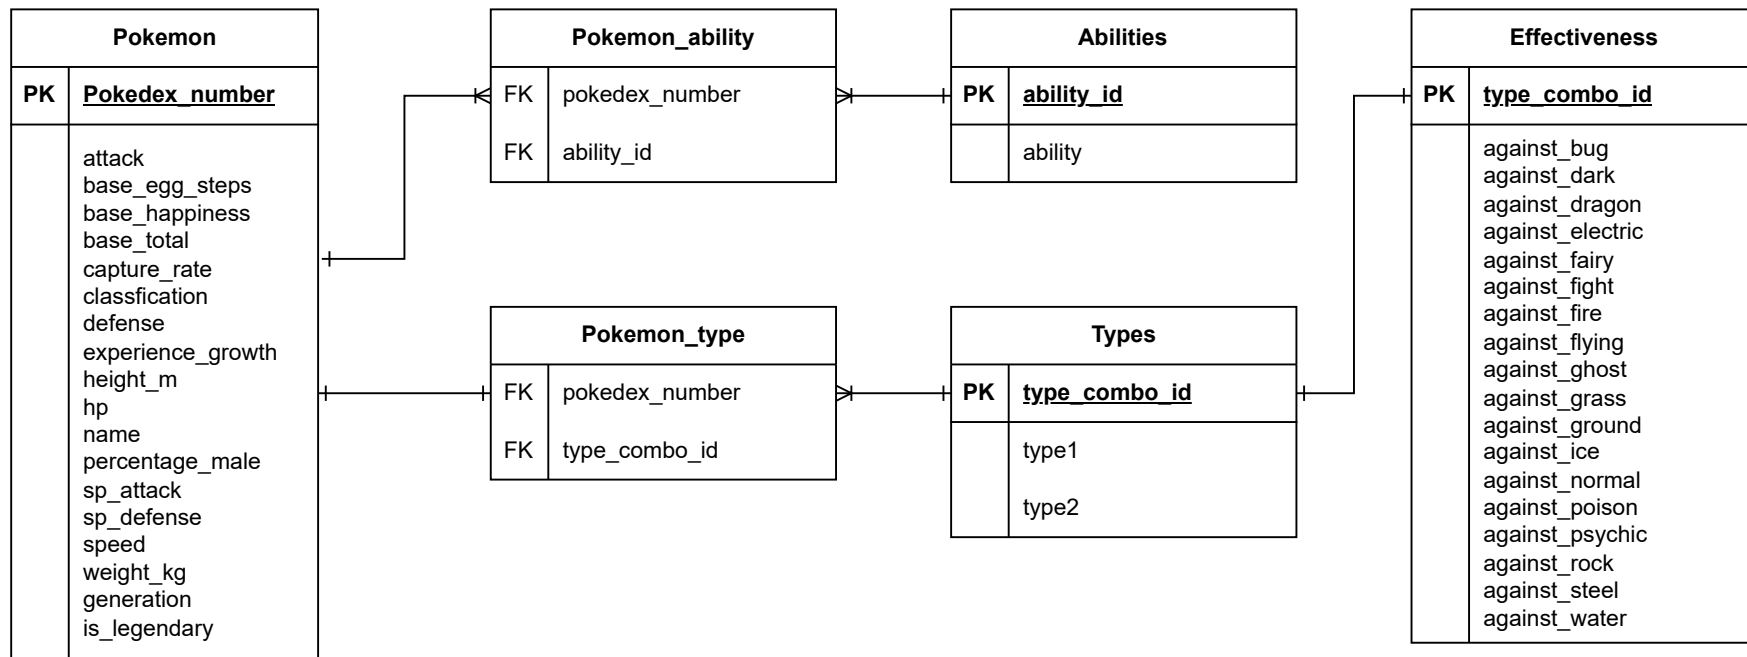 Pokemon
PK Pokedex_number
attack
base_egg_steps
base_happiness
base_total
capture_rate
classfication
defense
experience_growth
height_m
hp
name
percentage_male
sp_attack
sp_defense
speed
weight_kg
generation
is_legendary
Pokemon_ability
FK pokedex_number
FK ability_id
Abilities
PK ability_id
ability
Pokemon_type
FK pokedex_number
FK type_combo_id
Types
PK type_combo_id
type1
type2
Effectiveness
PK type_combo_id
against_bug
against_dark
against_dragon
against_electric
against_fairy
against_fight
against_fire
against_flying
against_ghost
against_grass
against_ground
against_ice
against_normal
against_poison
against_psychic
against_rock
against_steel
against_water